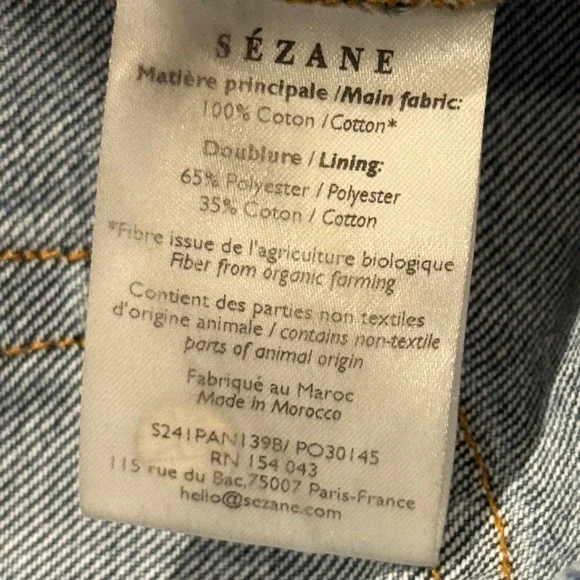 SÉZANE
Matière principale /Main fabric:
100% Coton /Cotton*
Doublure / Lining:
65% Polyester / Polyester
35% Coton / Cotton
*Fibre issue de l'agriculture biologique
Fiber from organic farming
Contient des parties non textiles
d'origine animale / contains non-textile
parts of animal origin
Fabriqué au Maroc
Made in Morocco
S241PAN139B/ PO30145
RN 154 043
115 rue du Bac,75007 Paris-France
hello@sezane.com